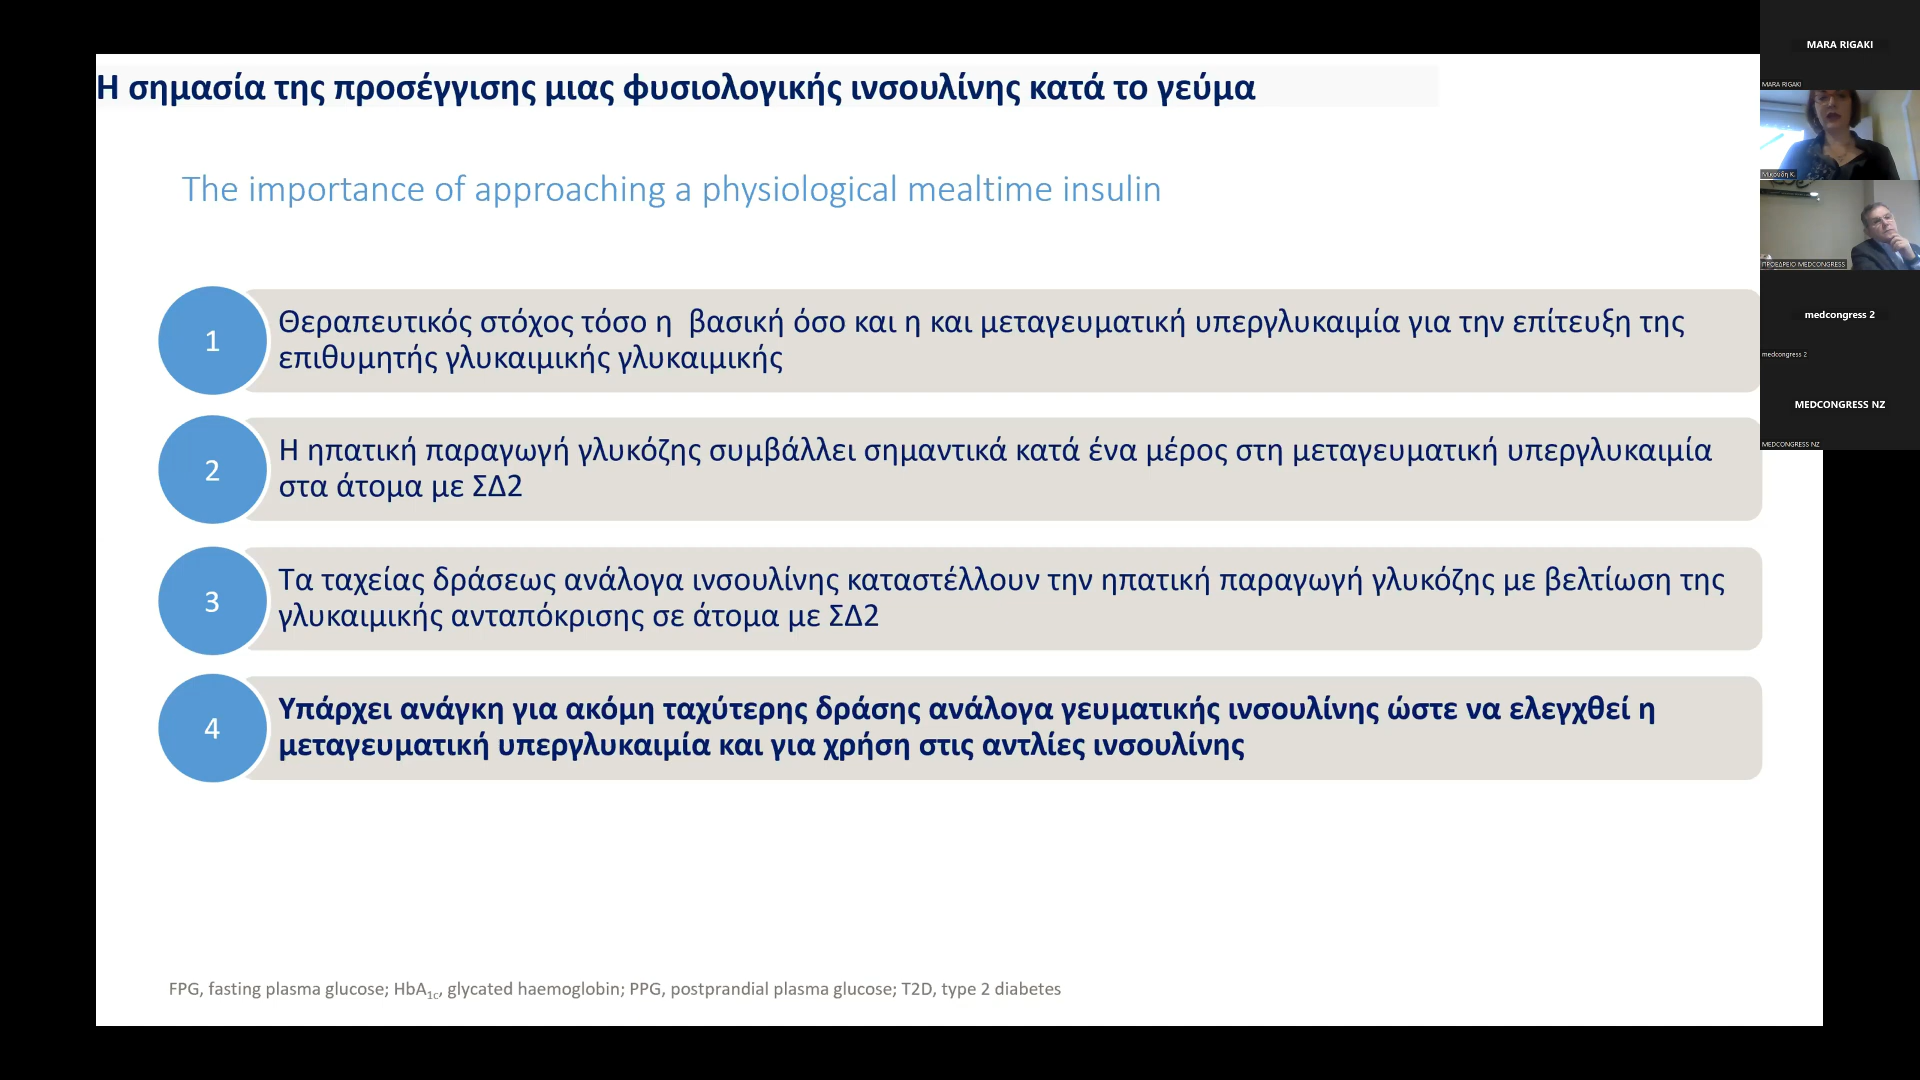 Η σημασία της προσέγγισης μιας φυσιολογικής ινσουλίνης κατά το γεύμα
The importance of approaching a physiological mealtime insulin
1
Θεραπευτικός στόχος τόσο η βασική όσο και η και μεταγευματική υπεργλυκαιμία για την επίτευξη της
επιθυμητής γλυκαιμικής γλυκαιμικής
2
Η ηπατική παραγωγή γλυκόζης συμβάλλει σημαντικά κατά ένα μέρος στη μεταγευματική υπεργλυκαιμία
στα άτομα με ΣΔ2
3
Τα ταχείας δράσεως ανάλογα ινσουλίνης καταστέλλουν την ηπατική παραγωγή γλυκόζης με βελτίωση της
γλυκαιμικής ανταπόκρισης σε άτομα με ΣΔ2
4
Υπάρχει ανάγκη για ακόμη ταχύτερης δράσης ανάλογα γευματικής ινσουλίνης ώστε να ελεγχθεί η
μεταγευματική υπεργλυκαιμία και για χρήση στις αντλίες ινσουλίνης
FPG, fasting plasma glucose; HbA1c, glycated haemoglobin; PPG, postprandial plasma glucose; T2D, type 2 diabetes
MARA RIGAKI
MARA RIGAKI
ΠΡΟΕΔΡΕΙΟ MEDCONGRESS
medcongress 2
medcongress 2
MEDCONGRESS NZ
MEDCONGRESS NZ